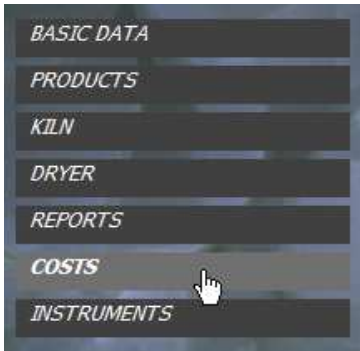 BASIC DATA
PRODUCTS
KILN
DRYER
REPORTS
COSTS
INSTRUMENTS